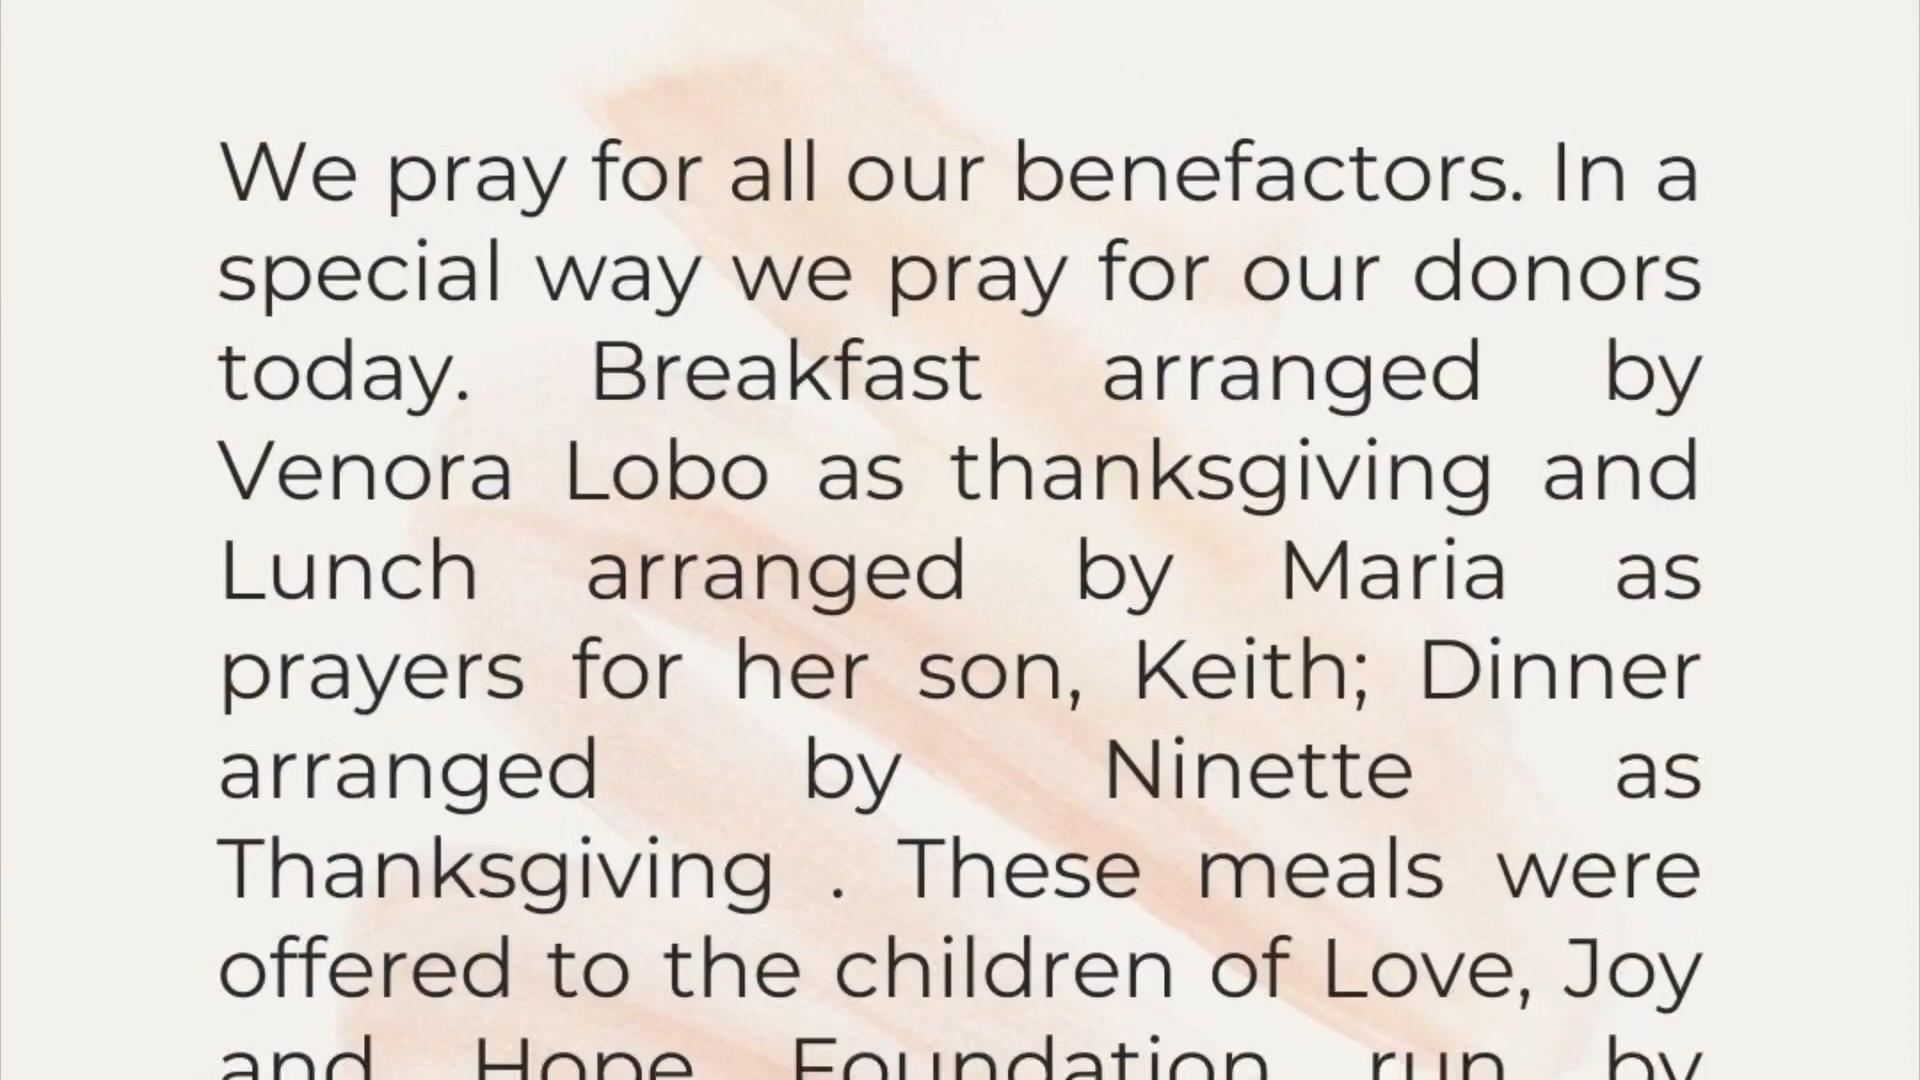 We pray for all our benefactors. In a
special way we pray for our donors
today. Breakfast arranged by
Venora Lobo as thanksgiving and
Lunch arranged by Maria as
prayers for her son, Keith; Dinner
arranged by Ninette as
Thanksgiving . These meals were
offered to the children of Love, Joy
and Hope Foundation run by